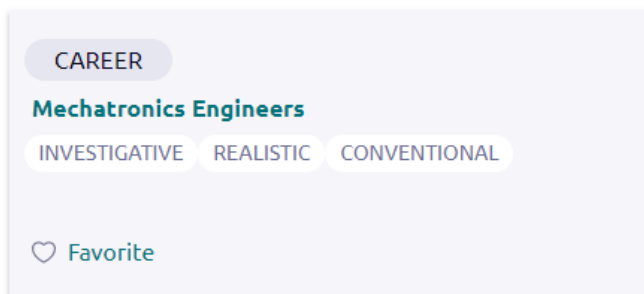 CAREER
Mechatronics Engineers
INVESTIGATIVE REALISTIC CONVENTIONAL
Favorite